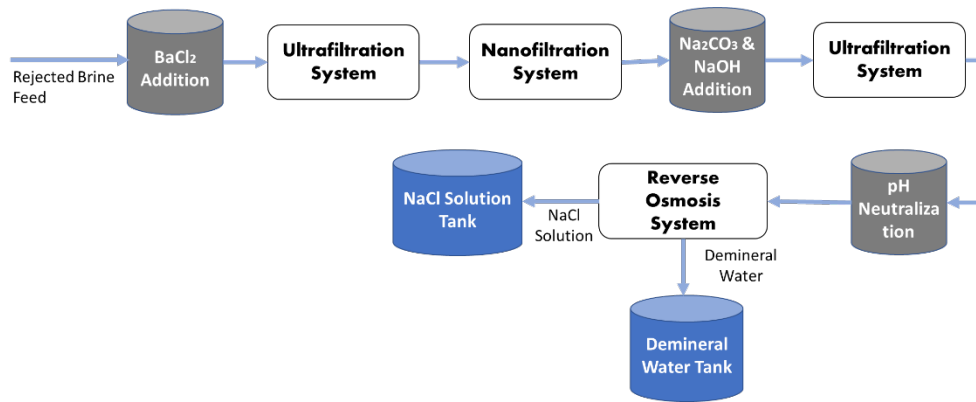 Rejected Brine
Feed
BaCl₂
Addition
Ultrafiltration
System
Nanofiltration
System
Na₂CO₃ &
NaOH
Addition
Ultrafiltration
System
NaCl Solution
Tank
NaCl
Solution
Reverse
Osmosis
System
pH
Neutraliza
tion
Demineral
Water
Demineral
Water Tank